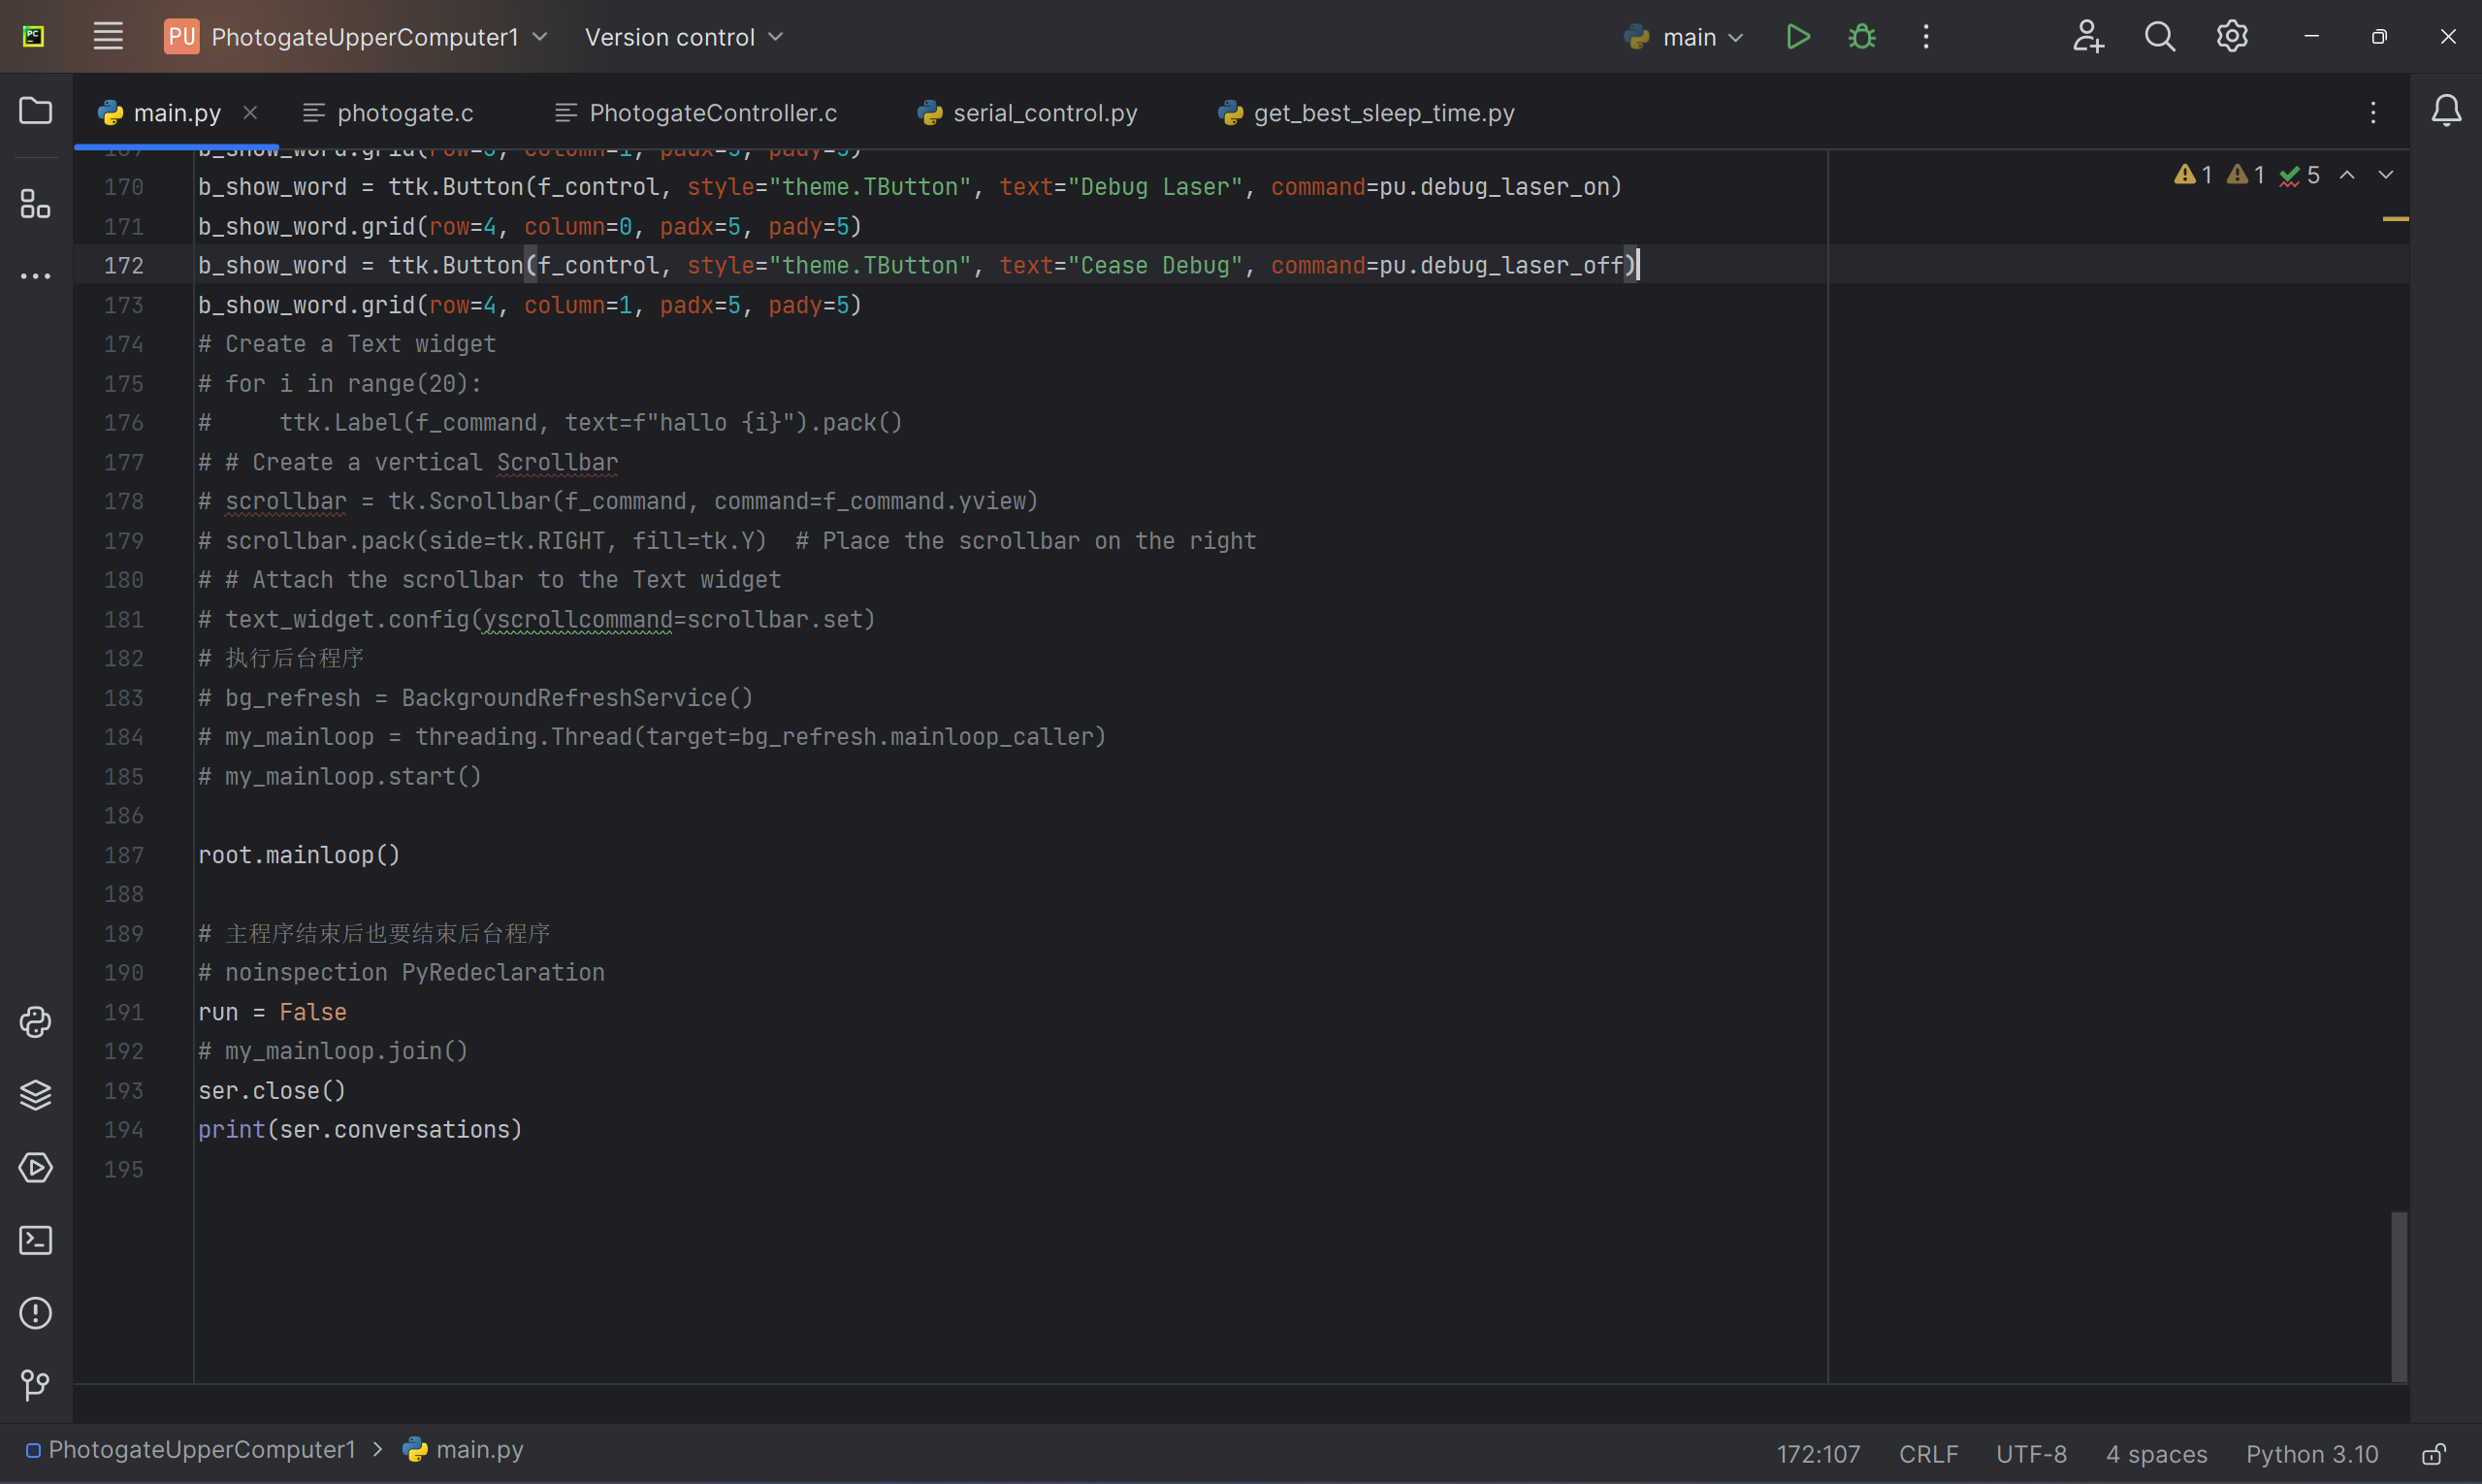 PC
PU PhotogateUpperComputer1 Version control main
main.py photogate.c PhotogateController.c serial_control.py get_best_sleep_time.py
169 b_show_word.grid(row=3, column=1, padx=5, pady=5)
1 1 5
170 b_show_word = ttk.Button(f_control, style="theme.TButton", text="Debug Laser", command=pu.debug_laser_on)
171 b_show_word.grid(row=4, column=0, padx=5, pady=5)
172 b_show_word = ttk.Button(f_control, style="theme.TButton", text="Cease Debug", command=pu.debug_laser_off)
173 b_show_word.grid(row=4, column=1, padx=5, pady=5)
174 # Create a Text widget
175 # for i in range(20):
176 #     ttk.Label(f_command, text=f"hallo {i}").pack()
177 # # Create a vertical Scrollbar
178 # scrollbar = tk.Scrollbar(f_command, command=f_command.yview)
179 # scrollbar.pack(side=tk.RIGHT, fill=tk.Y)  # Place the scrollbar on the right
180 # # Attach the scrollbar to the Text widget
181 # text_widget.config(yscrollcommand=scrollbar.set)
182 # 执行后台程序
183 # bg_refresh = BackgroundRefreshService()
184 # my_mainloop = threading.Thread(target=bg_refresh.mainloop_caller)
185 # my_mainloop.start()
186
187 root.mainloop()
188
189 # 主程序结束后也要结束后台程序
190 # noinspection PyRedeclaration
191 run = False
192 # my_mainloop.join()
193 ser.close()
194 print(ser.conversations)
195
PhotogateUpperComputer1 > main.py 172:107 CRLF UTF-8 4 spaces Python 3.10